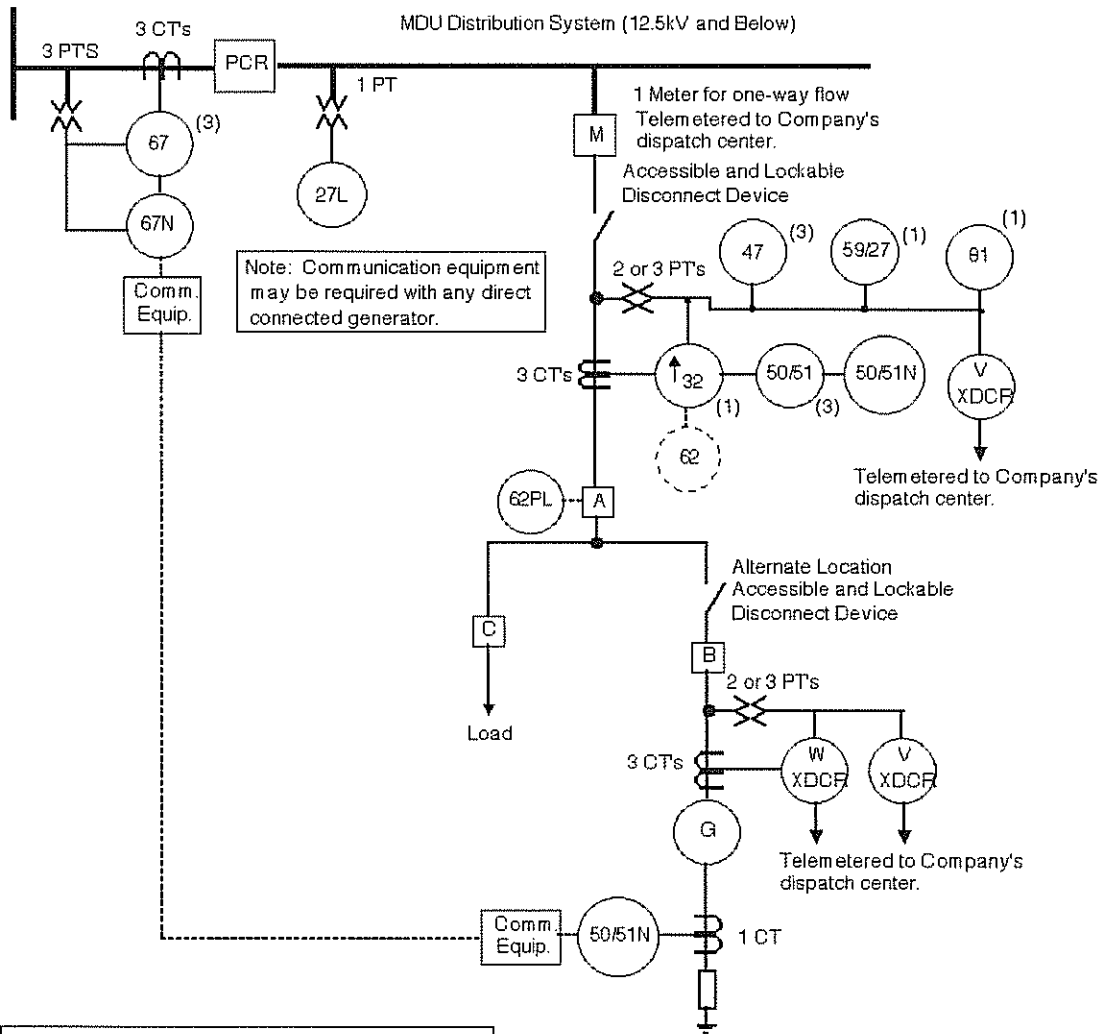 MDU Distribution System (12.5kV and Below)
3 CT's
3 PT'S
PCR
1 PT
1 Meter for one-way flow
Telemetered to Company's
dispatch center.
M
67
(3)
Accessible and Lockable
Disconnect Device
27L
67N
47
(3)
59/27
(1)
81
(1)
Note: Communication equipment
may be required with any direct
connected generator.
2 or 3 PT's
Comm.
Equip.
3 CT's
32
(1)
50/51
(3)
50/51N
V
XDCR
62
Telemetered to Company's
dispatch center.
62PL
A
Alternate Location
Accessible and Lockable
Disconnect Device
C
B
2 or 3 PT's
Load
3 CT's
W
XDCR
V
XDCR
G
Telemetered to Company's
dispatch center.
Comm.
Equip.
50/51N
1 CT